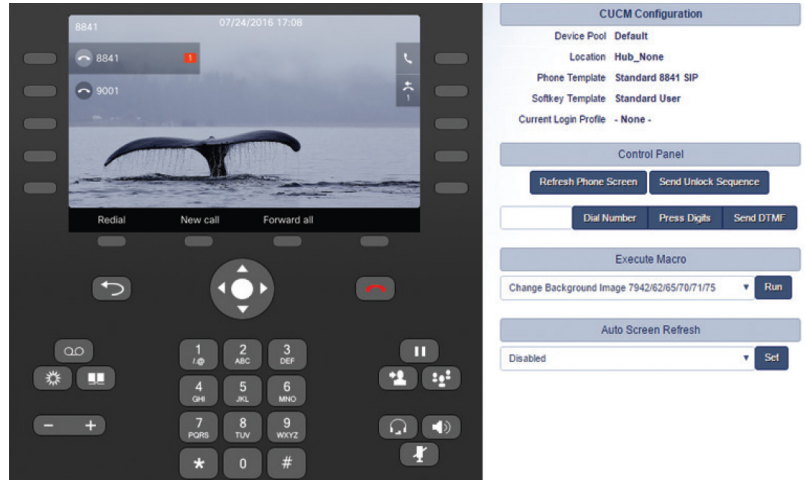 8841
07/24/2016 17:08
8841
1
9001
1
Redial
New call
Forward all
1
/.@
2
ABC
3
DEF
4
GHI
5
JKL
6
MNO
7
PQRS
8
TUV
9
WXYZ
*
0
#
- +
CUCM Configuration
Device Pool Default
Location Hub_None
Phone Template Standard 8841 SIP
Softkey Template Standard User
Current Login Profile - None -
Control Panel
Refresh Phone Screen
Send Unlock Sequence
Dial Number
Press Digits
Send DTMF
Execute Macro
Change Background Image 7942/62/65/70/71/75
Run
Auto Screen Refresh
Disabled
Set